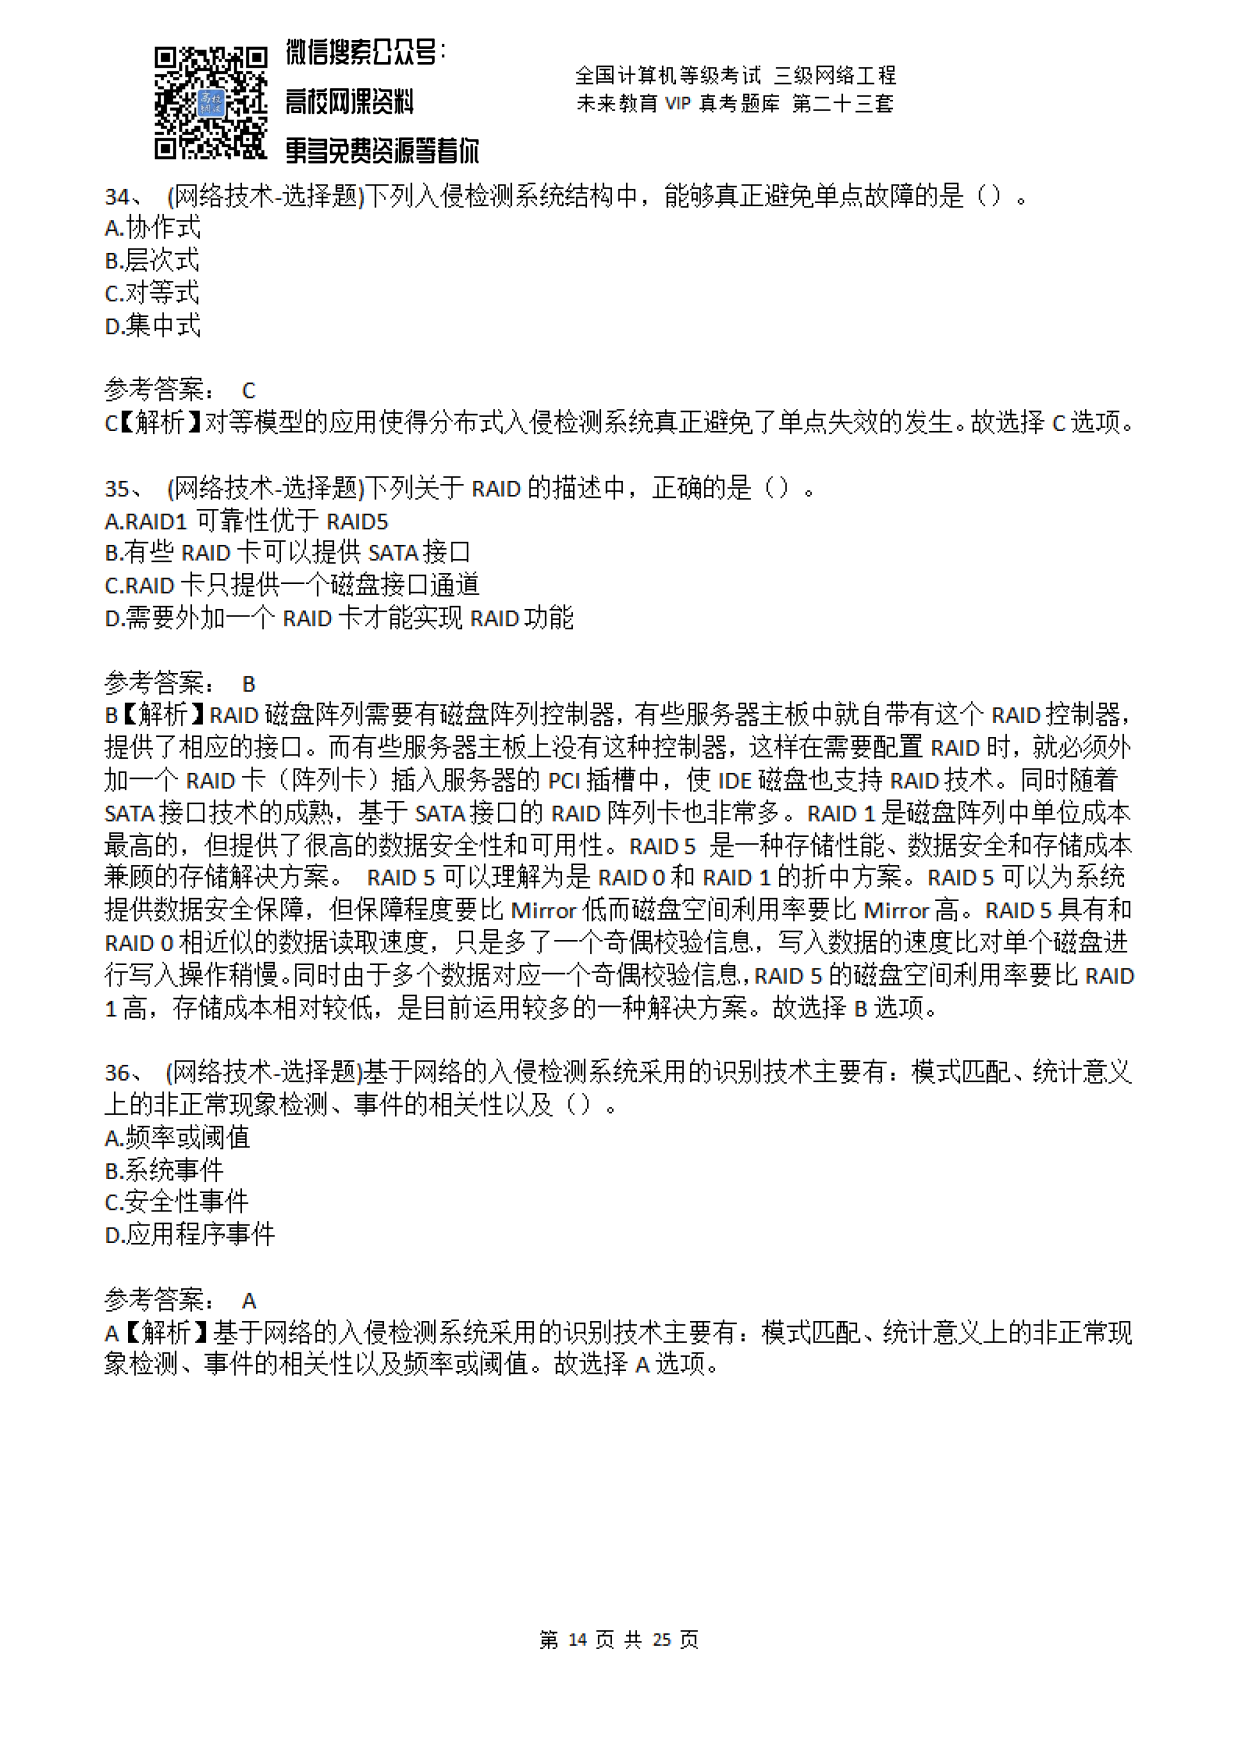 微信搜索公众号：
高校网课资料
更多免费资源等着你
全国计算机等级考试 三级网络工程
未来教育 VIP 真考题库 第二十三套
34、 (网络技术-选择题)下列入侵检测系统结构中，能够真正避免单点故障的是（）。
A.协作式
B.层次式
C.对等式
D.集中式
参考答案： C
C【解析】对等模型的应用使得分布式入侵检测系统真正避免了单点失效的发生。故选择 C 选项。
35、 (网络技术-选择题)下列关于 RAID 的描述中，正确的是（）。
A.RAID1 可靠性优于 RAID5
B.有些 RAID 卡可以提供 SATA 接口
C.RAID 卡只提供一个磁盘接口通道
D.需要外加一个 RAID 卡才能实现 RAID 功能
参考答案： B
B【解析】RAID 磁盘阵列需要有磁盘阵列控制器，有些服务器主板中就自带有这个 RAID 控制器，
提供了相应的接口。而有些服务器主板上没有这种控制器，这样在需要配置 RAID 时，就必须外
加一个 RAID 卡（阵列卡）插入服务器的 PCI 插槽中，使 IDE 磁盘也支持 RAID 技术。同时随着
SATA 接口技术的成熟，基于 SATA 接口的 RAID 阵列卡也非常多。RAID 1 是磁盘阵列中单位成本
最高的，但提供了很高的数据安全性和可用性。RAID 5 是一种存储性能、数据安全和存储成本
兼顾的存储解决方案。 RAID 5 可以理解为是 RAID 0 和 RAID 1 的折中方案。RAID 5 可以为系统
提供数据安全保障，但保障程度要比 Mirror 低而磁盘空间利用率要比 Mirror 高。RAID 5 具有和
RAID 0 相近似的数据读取速度，只是多了一个奇偶校验信息，写入数据的速度比对单个磁盘进
行写入操作稍慢。同时由于多个数据对应一个奇偶校验信息，RAID 5 的磁盘空间利用率要比 RAID
1 高，存储成本相对较低，是目前运用较多的一种解决方案。故选择 B 选项。
36、 (网络技术-选择题)基于网络的入侵检测系统采用的识别技术主要有：模式匹配、统计意义
上的非正常现象检测、事件的相关性以及（）。
A.频率或阈值
B.系统事件
C.安全性事件
D.应用程序事件
参考答案： A
A【解析】基于网络的入侵检测系统采用的识别技术主要有：模式匹配、统计意义上的非正常现
象检测、事件的相关性以及频率或阈值。故选择 A 选项。
第 14 页 共 25 页